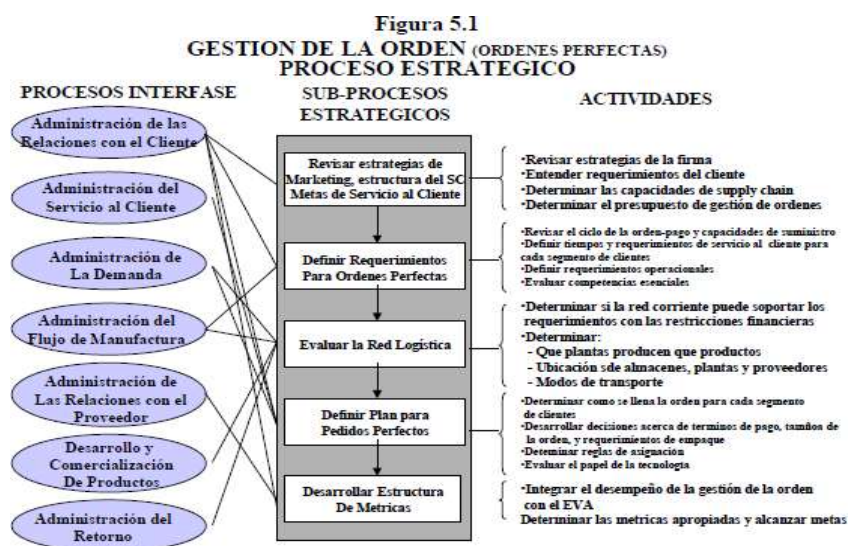 Figura 5.1
GESTION DE LA ORDEN (ORDENES PERFECTAS)
PROCESO ESTRATEGICO
PROCESOS INTERFASE
SUB-PROCESOS
ESTRATEGICOS
ACTIVIDADES
Administración de las
Relaciones con el Cliente
Administración del
Servicio al Cliente
Administración de
La Demanda
Administración del
Flujo de Manufactura
Administración de
Las Relaciones con el
Proveedor
Desarrollo y
Comercialización
De Productos
Administración del
Retorno
Revisar estrategias de
Marketing, estructura del SC
Metas de Servicio al Cliente
Definir Requerimientos
Para Ordenes Perfectas
Evaluar la Red Logística
Definir Plan para
Pedidos Perfectos
Desarrollar Estructura
De Metricas
•Revisar estrategias de la firma
•Entender requerimientos del cliente
•Determinar las capacidades de supply chain
•Determinar el presupuesto de gestión de ordenes
•Revisar el ciclo de la orden-pago y capacidades de suministro
•Definir tiempos y requerimientos de servicio al cliente para
cada segmento de clientes
•Definir requerimientos operacionales
•Evaluar competencias esenciales
•Determinar si la red corriente puede soportar los
requerimientos con las restricciones financieras
•Determinar:
- Que plantas producen que productos
- Ubicación sde almacenes, plantas y proveedores
- Modos de transporte
•Determinar como se llena la orden para cada segmento
de clientes
•Desarrollar decisiones acerca de terminos de pago, tamñoa de
la orden, y requerimientos de empaque
•Deteminar reglas de asignación
•Evaluar el papel de la tecnología
•Integrar el desempeño de la gestión de la orden
con el EVA
Determinar las metricas apropiadas y alcanzar metas